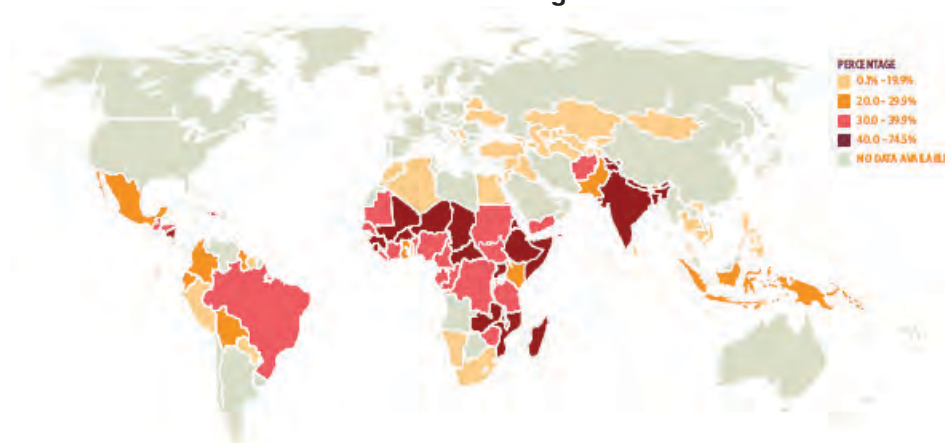 g
PERCENTAGE
0.1% - 19.9%
20.0 - 29.9%
30.0 - 39.9%
40.0 - 74.5%
NO DATA AVAILABLE